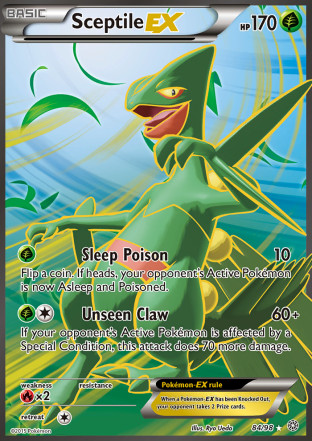 BASIC
Sceptile EX HP 170
Sleep Poison 10
Flip a coin. If heads, your opponent's Active Pokémon
is now Asleep and Poisoned.
Unseen Claw 60+
If your opponent's Active Pokémon is affected by a
Special Condition, this attack does 70 more damage.
weakness resistance
×2
Pokémon-EX rule
When a Pokémon-EX has been Knocked Out,
your opponent takes 2 Prize cards.
retreat
©2015 Pokémon
Illus. Ryo Ueda
84/98